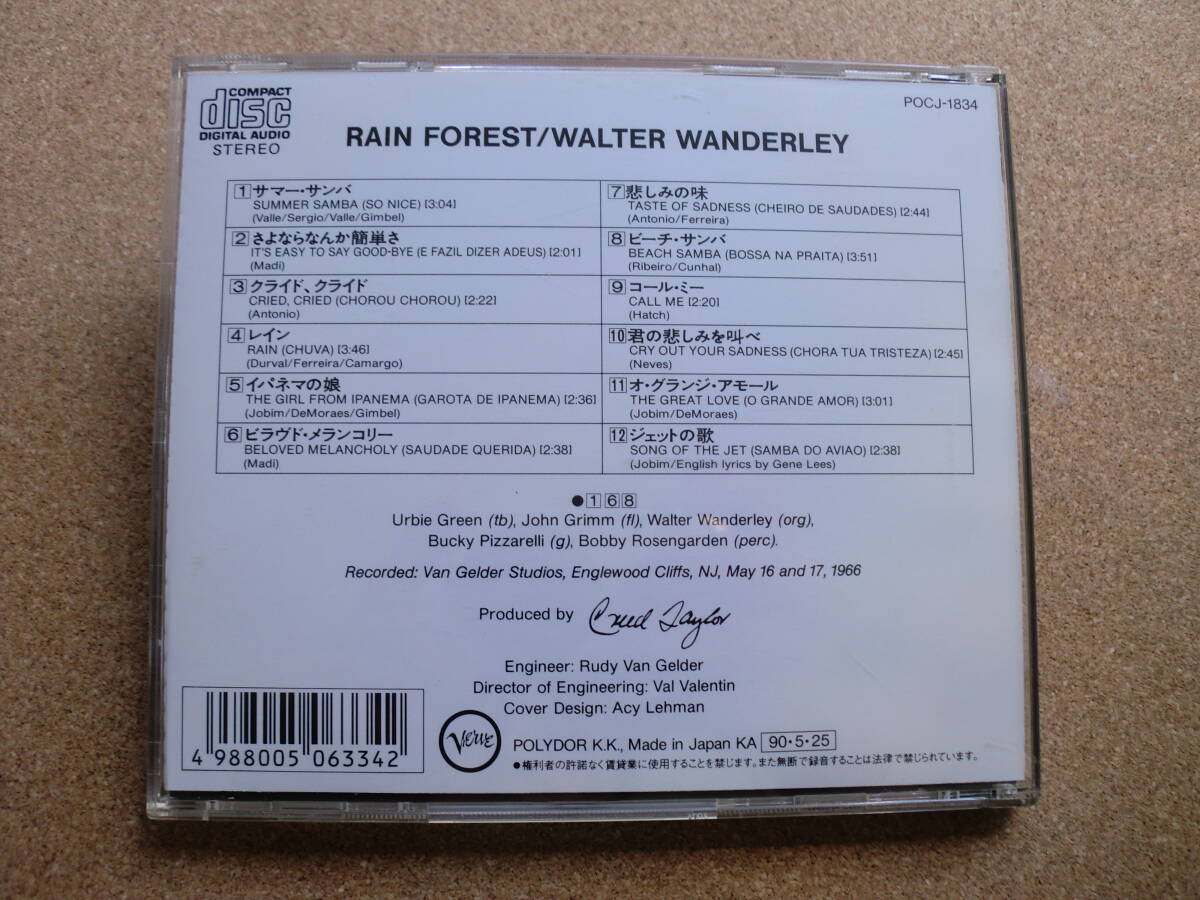 COMPACT
disc
DIGITAL AUDIO
STEREO
POCJ-1834
RAIN FOREST/WALTER WANDERLEY
1 サマー・サンバ
SUMMER SAMBA (SO NICE) [3:04]
(Valle/Sergio/Valle/Gimbel)
2 さよならなんか簡単さ
IT'S EASY TO SAY GOOD-BYE (E FAZIL DIZER ADEUS) [2:01]
(Madi)
3 クライド、クライド
CRIED, CRIED (CHOROU CHOROU) [2:22]
(Antonio)
4 レイン
RAIN (CHUVA) [3:46]
(Durval/Ferreira/Camargo)
5 イパネマの娘
THE GIRL FROM IPANEMA (GAROTA DE IPANEMA) [2:36]
(Jobim/DeMoraes/Gimbel)
6 ビラヴド・メランコリー
BELOVED MELANCHOLY (SAUDADE QUERIDA) [2:38]
(Madi)
7 悲しみの味
TASTE OF SADNESS (CHEIRO DE SAUDADES) [2:44]
(Antonio/Ferreira)
8 ビーチ・サンバ
BEACH SAMBA (BOSSA NA PRAITA) [3:51]
(Ribeiro/Cunhal)
9 コール・ミー
CALL ME [2:20]
(Hatch)
10 君の悲しみを叫べ
CRY OUT YOUR SADNESS (CHORA TUA TRISTEZA) [2:45]
(Neves)
11 オ・グランジ・アモール
THE GREAT LOVE (O GRANDE AMOR) [3:01]
(Jobim/DeMoraes)
12 ジェットの歌
SONG OF THE JET (SAMBA DO AVIAO) [2:38]
(Jobim/English lyrics by Gene Lees)
●1 6 8
Urbie Green (tb), John Grimm (fl), Walter Wanderley (org),
Bucky Pizzarelli (g), Bobby Rosengarden (perc).
Recorded: Van Gelder Studios, Englewood Cliffs, NJ, May 16 and 17, 1966
Produced by Creed Taylor
Engineer: Rudy Van Gelder
Director of Engineering: Val Valentin
Cover Design: Acy Lehman
4 988005 063342
Verve
POLYDOR K.K., Made in Japan KA 90・5・25
●権利者の許諾なく賃貸業に使用することを禁じます。また無断で録音することは法律で禁じられています。